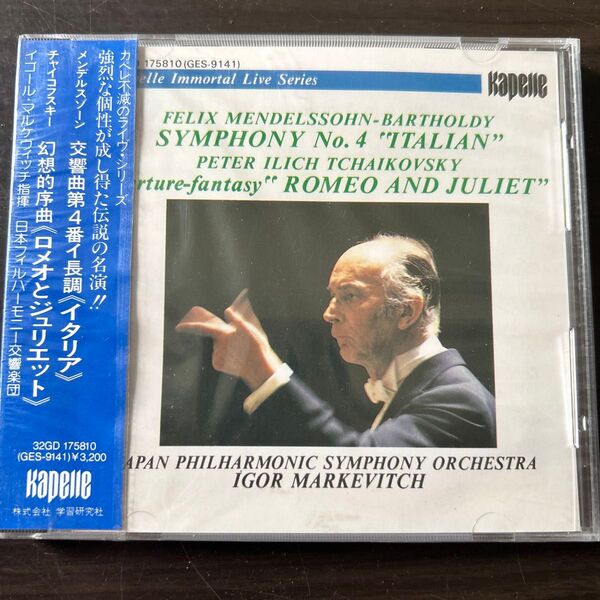 カペレ不滅のライヴ・シリーズ
強烈な個性が成し得た伝説の名演!!
メンデルスゾーン 交響曲第4番イ長調《イタリア》
チャイコフスキー 幻想的序曲《ロメオとジュリエット》
イーゴール・マルケヴィッチ指揮 日本フィルハーモニー交響楽団
32GD 175810
(GES-9141)¥3,200
Kapelle
株式会社 学習研究社
175810(GES-9141)
elle Immortal Live Series
Kapelle
FELIX MENDELSSOHN-BARTHOLDY
SYMPHONY No. 4 “ITALIAN”
PETER ILICH TCHAIKOVSKY
erture-fantasy“ ROMEO AND JULIET”
APAN PHILHARMONIC SYMPHONY ORCHESTRA
IGOR MARKEVITCH